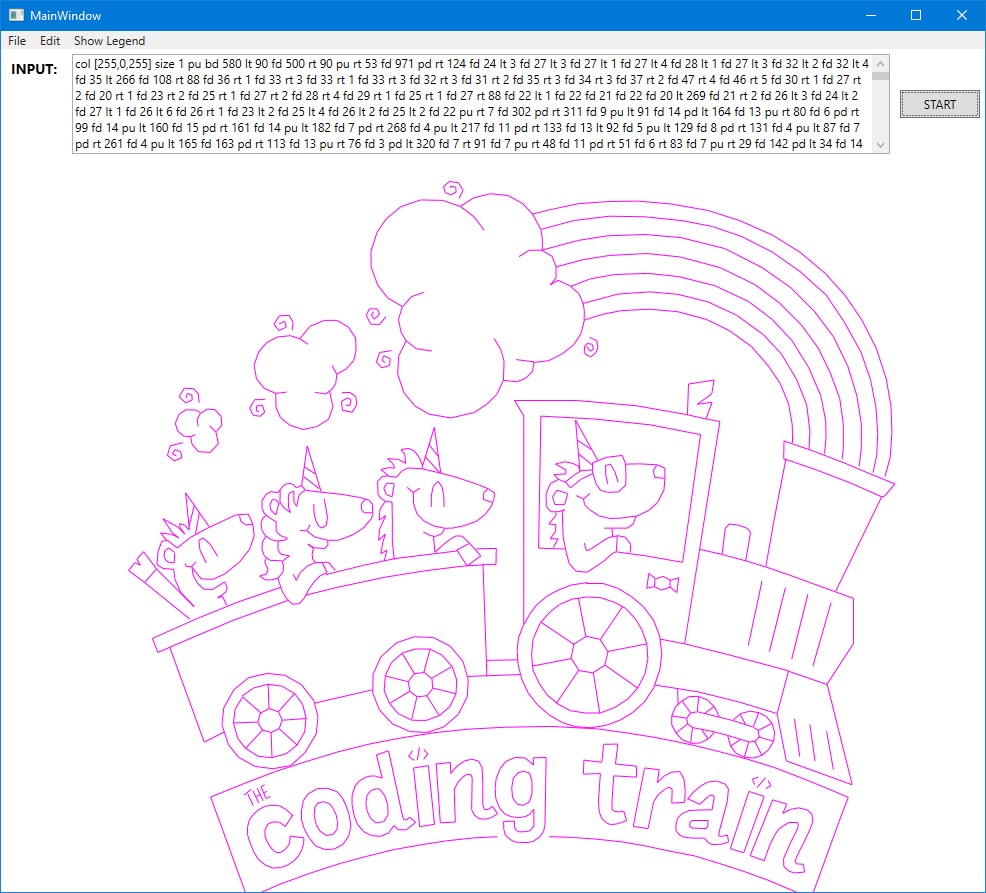 MainWindow
File Edit Show Legend
INPUT:
col [255,0,255] size 1 pu bd 580 lt 90 fd 500 rt 90 pu rt 53 fd 971 pd rt 124 fd 24 lt 3 fd 27 lt 3 fd 27 lt 1 fd 27 lt 4 fd 28 lt 1 fd 27 lt 3 fd 32 lt 2 fd 32 lt 4
fd 35 lt 266 fd 108 rt 88 fd 36 rt 1 fd 33 rt 3 fd 33 rt 1 fd 33 rt 3 fd 32 rt 3 fd 31 rt 2 fd 35 rt 3 fd 34 rt 3 fd 37 rt 2 fd 47 rt 4 fd 46 rt 5 fd 30 rt 1 fd 27 rt
2 fd 20 rt 1 fd 23 rt 2 fd 25 rt 1 fd 27 rt 2 fd 28 rt 4 fd 29 rt 1 fd 25 rt 1 fd 27 rt 88 fd 22 lt 1 fd 22 fd 21 fd 22 fd 20 lt 269 fd 21 rt 2 fd 26 lt 3 fd 24 lt 2
fd 27 lt 1 fd 26 lt 6 fd 26 rt 1 fd 23 lt 2 fd 25 lt 4 fd 26 lt 2 fd 25 lt 2 fd 22 pu rt 7 fd 302 pd rt 311 fd 9 pu lt 91 fd 14 pd lt 164 fd 13 pu rt 80 fd 6 pd rt
99 fd 14 pu lt 160 fd 15 pd rt 161 fd 14 pu lt 182 fd 7 pd rt 268 fd 4 pu lt 217 fd 11 pd rt 133 fd 13 lt 92 fd 5 pu lt 129 fd 8 pd rt 131 fd 4 pu lt 87 fd 7
pd rt 261 fd 4 pu lt 165 fd 163 pd rt 113 fd 13 pu rt 76 fd 3 pd lt 320 fd 7 rt 91 fd 7 pu rt 48 fd 11 pd rt 51 fd 6 rt 83 fd 7 pu rt 29 fd 142 pd lt 34 fd 14
START
THE
coding train
</> </>